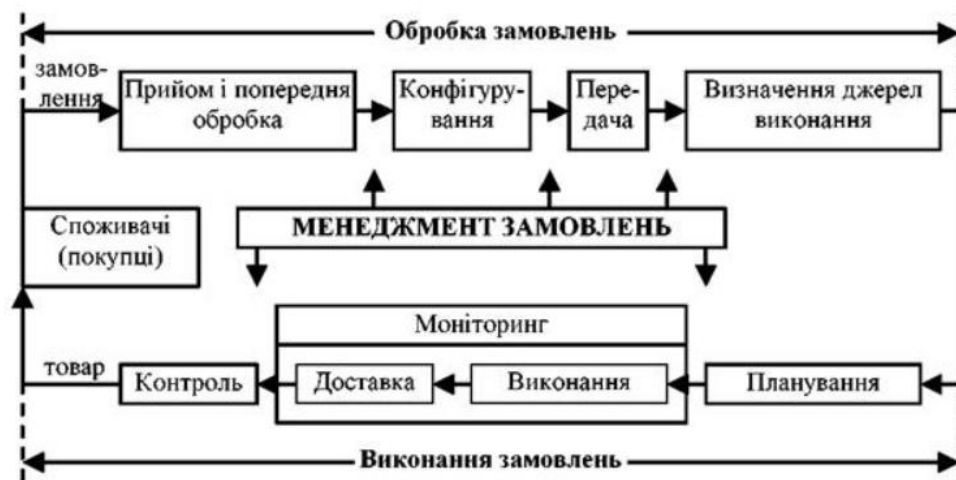 Обробка замовлень
замов-
лення
Прийом і попередня
обробка
Конфігуру-
вання
Пере-
дача
Визначення джерел
виконання
Споживачі
(покупці)
МЕНЕДЖМЕНТ ЗАМОВЛЕНЬ
Моніторинг
товар
Контроль
Доставка
Виконання
Планування
Виконання замовлень